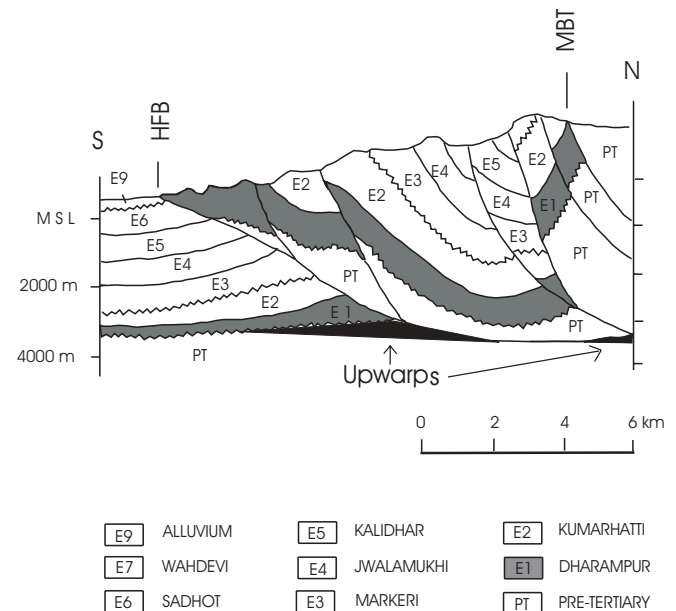 MBT
N
HFB
S
PT
E5
E2
E2
E3
E4
E9
E2
PT
E1
E4
M S L
E6
E3
E5
PT
E4
PT
2000 m
E3
E2
E 1
PT
4000 m
PT
Upwarps
0 2 4 6 km
E9 ALLUVIUM E5 KALIDHAR E2 KUMARHATTI
E7 WAHDEVI E4 JWALAMUKHI E1 DHARAMPUR
E6 SADHOT E3 MARKERI PT PRE-TERTIARY